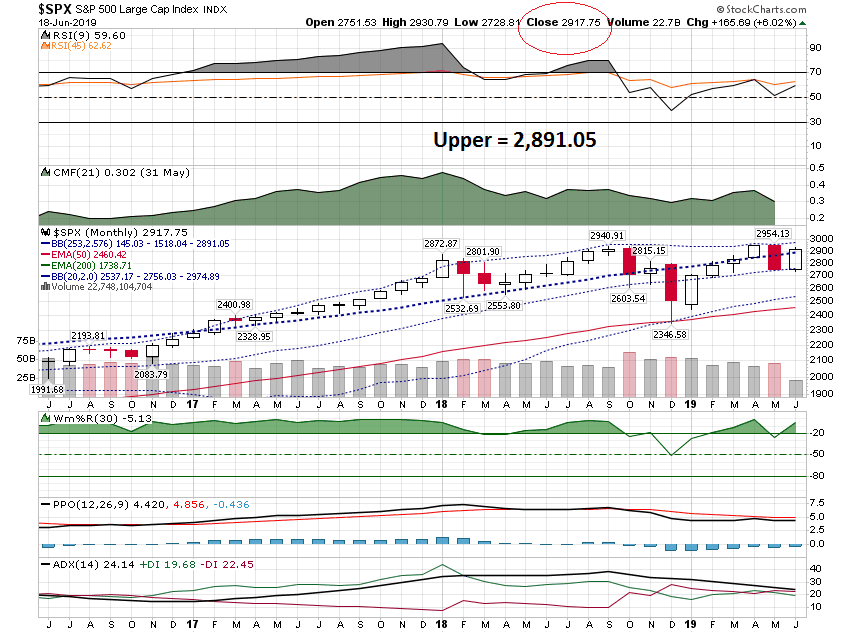 $SPX S&P 500 Large Cap Index INDX
© StockCharts.com
18-Jun-2019
Open 2751.53 High 2930.79 Low 2728.81 Close 2917.75 Volume 22.7B Chg +165.69 (+6.02%)
RSI(9) 59.60
RSI(45) 62.62
90
70
50
30
10
Upper = 2,891.05
CMF(21) 0.302 (31 May)
0.5
0.4
0.3
0.2
$SPX (Monthly) 2917.75
BB(253,2.576) 145.03 - 1518.04 - 2891.05
EMA(50) 2460.42
EMA(200) 1738.71
BB(20,2.0) 2537.17 - 2756.03 - 2974.89
Volume 22,748,104,704
2872.87
2801.90
2940.91
2815.15
2954.13
2400.98
2193.81
2328.95
2532.69
2553.80
2603.54
2346.58
2083.79
1991.68
3000
2900
2800
2700
2600
2500
2400
2300
2200
2100
2000
1900
75B
50B
25B
J J A S O N D 17 F M A M J J A S O N D 18 F M A M J J A S O N D 19 F M A M J
Wm%R(30) -5.13
-20
-50
-80
PPO(12,26,9) 4.420, 4.856, -0.436
7.5
5.0
2.5
0.0
ADX(14) 24.14 +DI 19.68 -DI 22.45
40
30
20
10
J J A S O N D 17 F M A M J J A S O N D 18 F M A M J J A S O N D 19 F M A M J